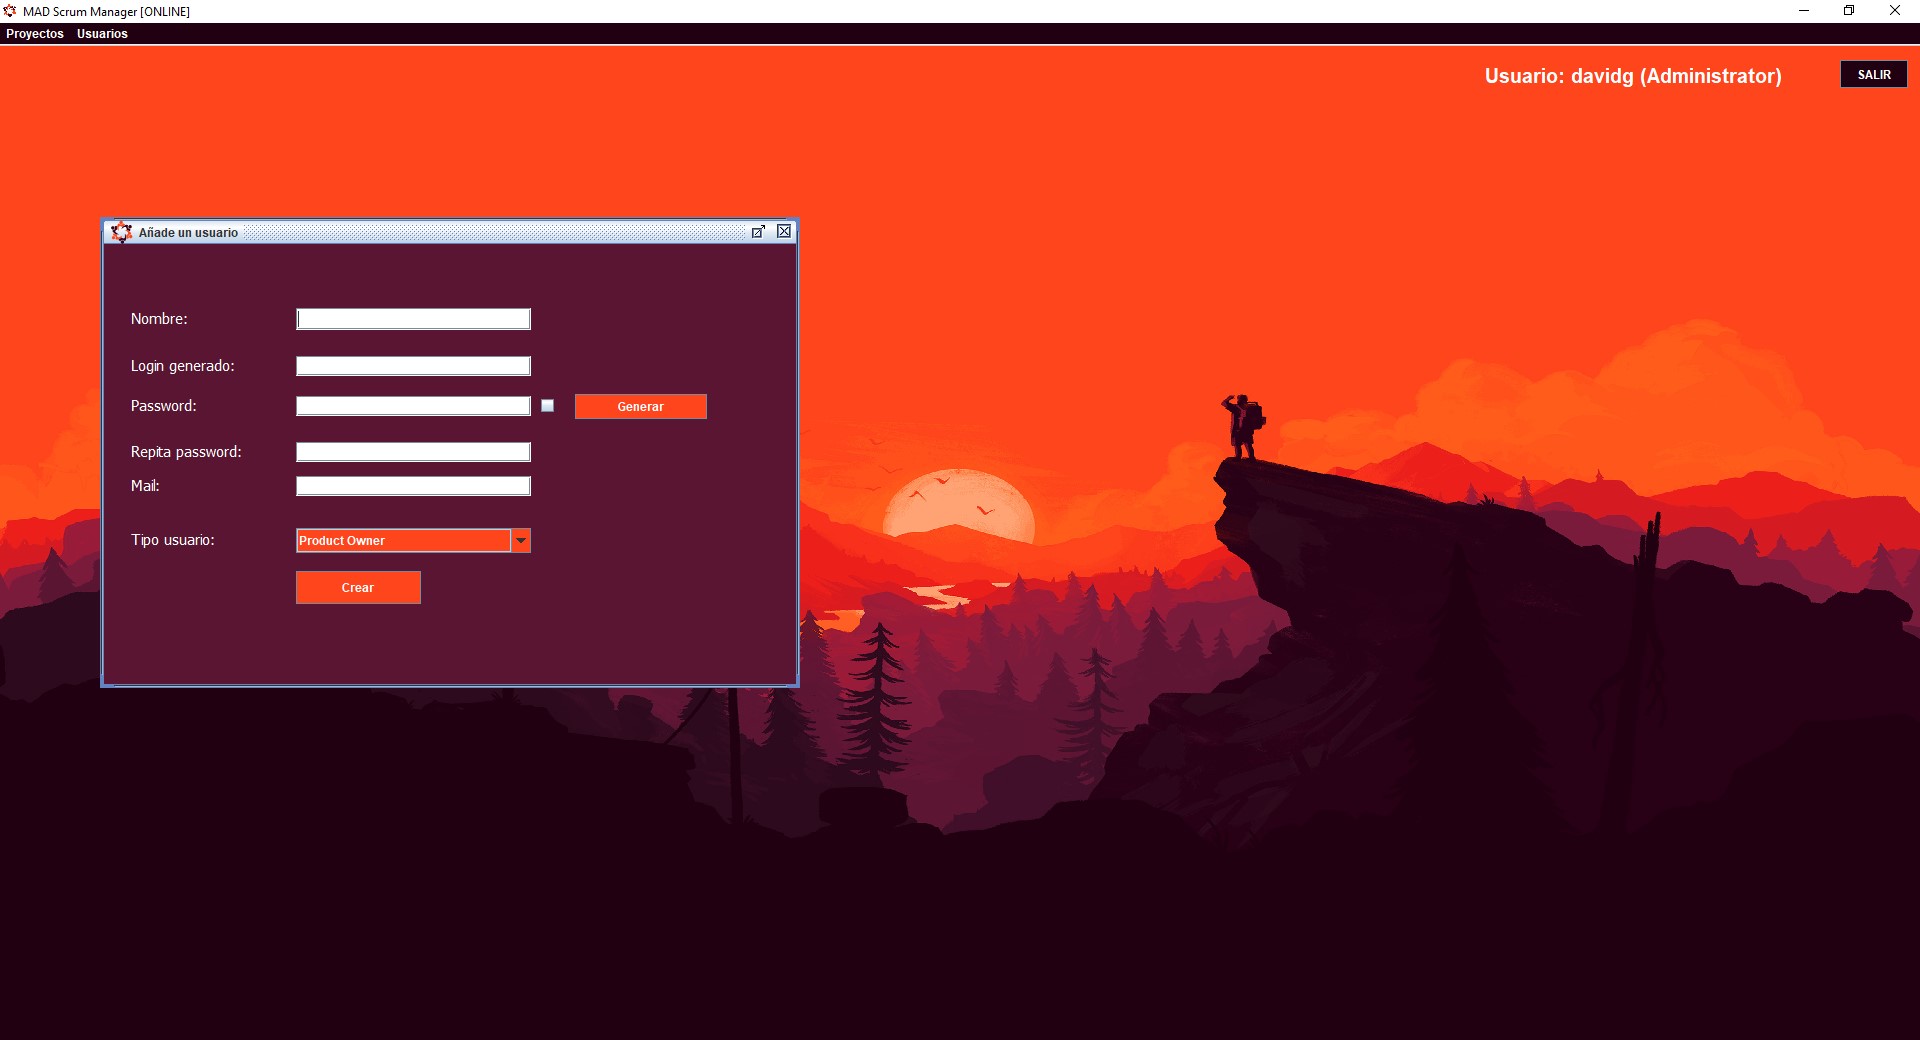 MAD Scrum Manager [ONLINE]
Proyectos Usuarios
Usuario: davidg (Administrator)
SALIR
Añade un usuario
Nombre:
Login generado:
Password:
Generar
Repita password:
Mail:
Tipo usuario:
Product Owner
Crear